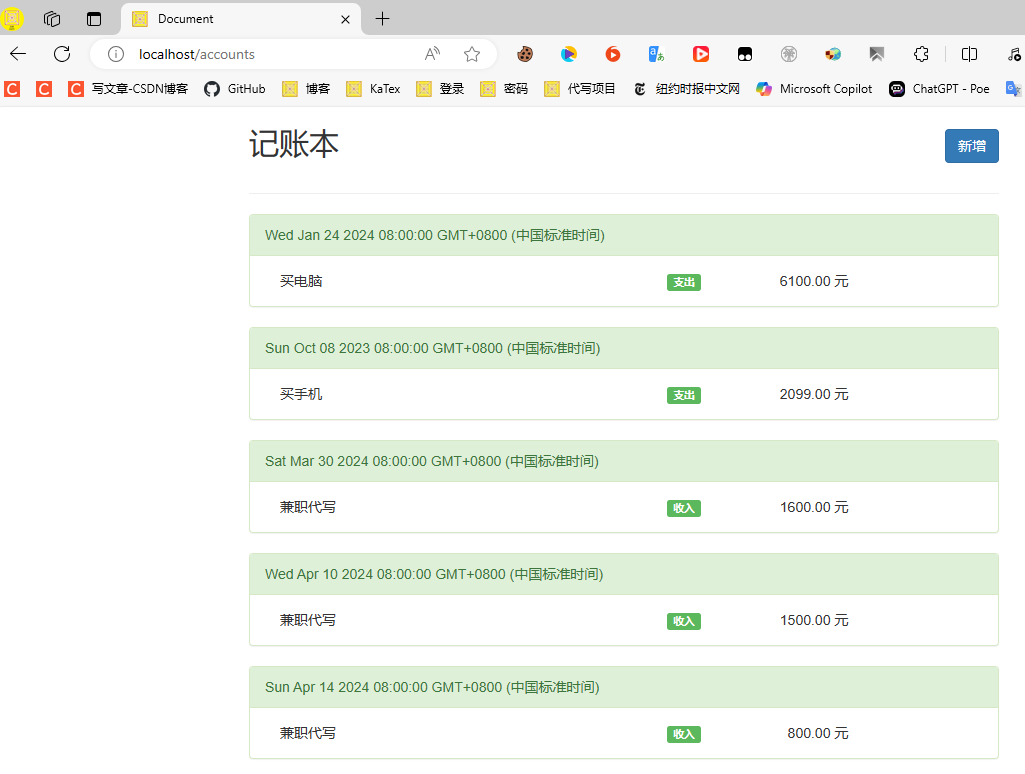 Document
localhost/accounts
写文章-CSDN博客 GitHub 博客 KaTex 登录 密码 代写项目 纽约时报中文网 Microsoft Copilot ChatGPT - Poe
记账本 新增
Wed Jan 24 2024 08:00:00 GMT+0800 (中国标准时间)
买电脑 支出 6100.00 元
Sun Oct 08 2023 08:00:00 GMT+0800 (中国标准时间)
买手机 支出 2099.00 元
Sat Mar 30 2024 08:00:00 GMT+0800 (中国标准时间)
兼职代写 收入 1600.00 元
Wed Apr 10 2024 08:00:00 GMT+0800 (中国标准时间)
兼职代写 收入 1500.00 元
Sun Apr 14 2024 08:00:00 GMT+0800 (中国标准时间)
兼职代写 收入 800.00 元